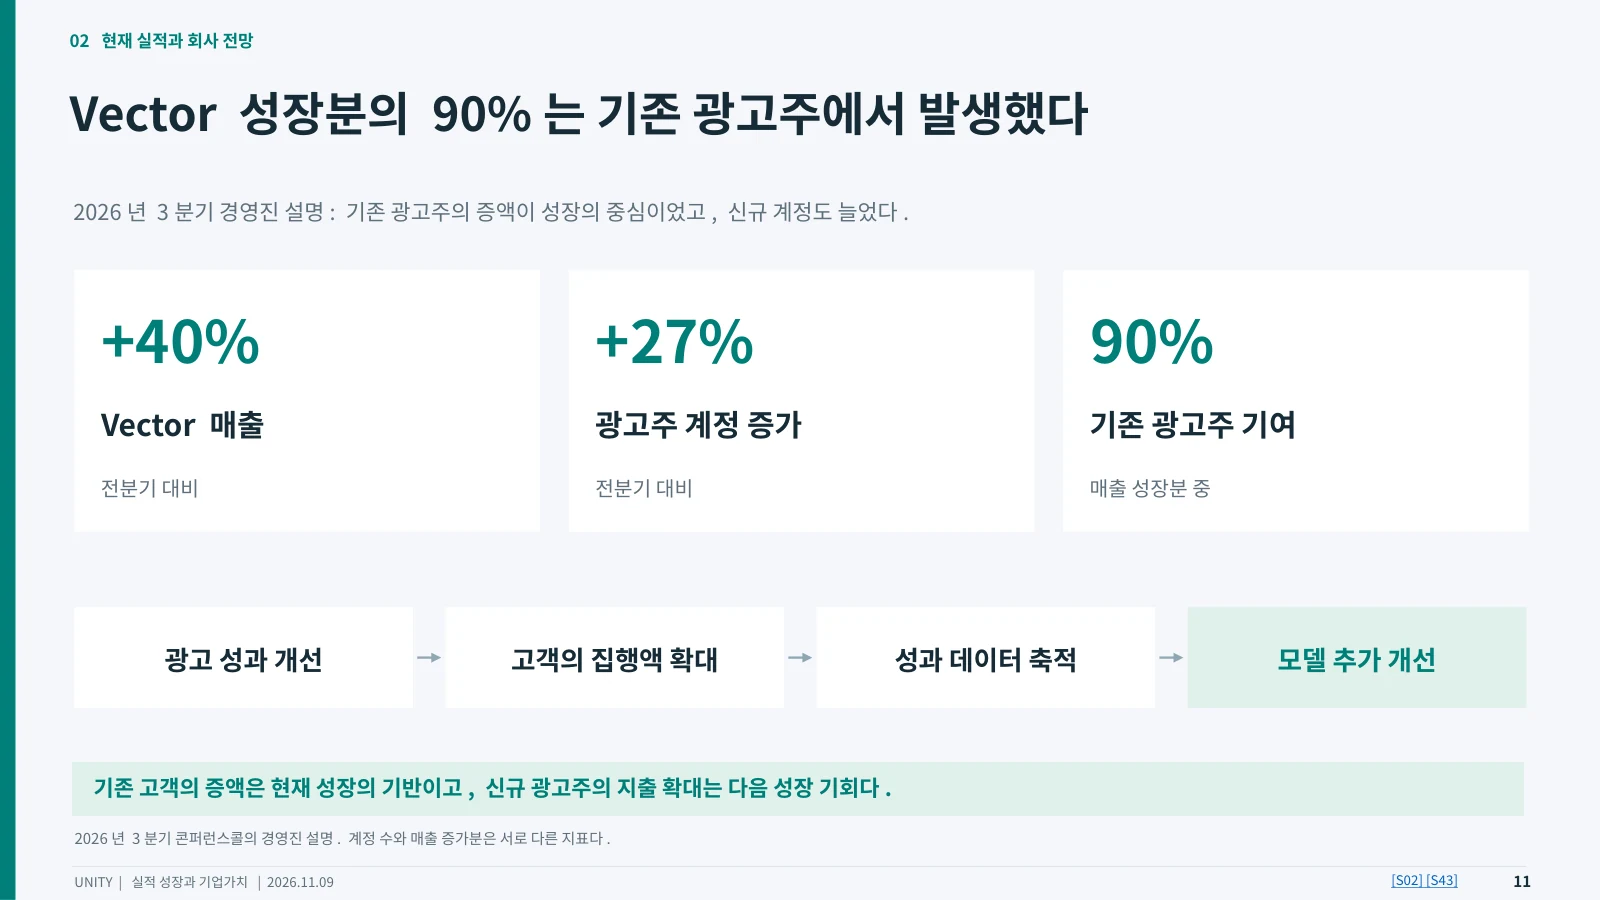 02 현재 실적과 회사 전망
Vector 성장분의 90% 는 기존 광고주에서 발생했다
2026 년 3 분기 경영진 설명 : 기존 광고주의 증액이 성장의 중심이었고 , 신규 계정도 늘었다 .
+40%
Vector 매출
전분기 대비
+27%
광고주 계정 증가
전분기 대비
90%
기존 광고주 기여
매출 성장분 중
광고 성과 개선
고객의 집행액 확대
성과 데이터 축적
모델 추가 개선
기존 고객의 증액은 현재 성장의 기반이고 , 신규 광고주의 지출 확대는 다음 성장 기회다 .
2026 년 3 분기 콘퍼런스콜의 경영진 설명 . 계정 수와 매출 증가분은 서로 다른 지표다 .
UNITY | 실적 성장과 기업가치 | 2026.11.09
[S02] [S43]
11